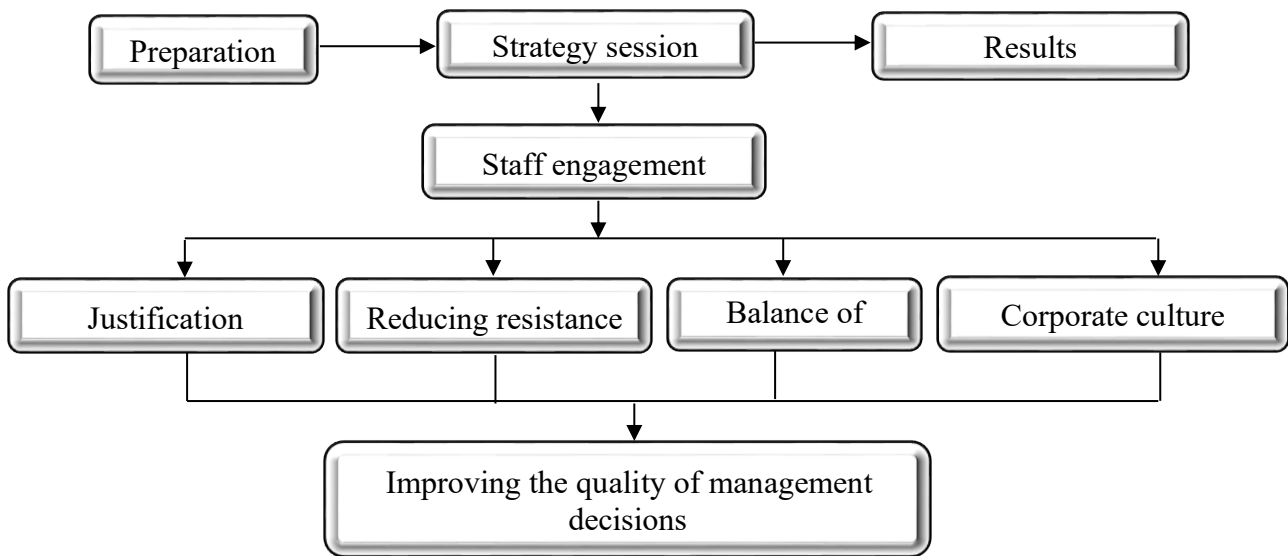 Preparation
Strategy session
Results
Staff engagement
Justification
Reducing resistance
Balance of
Corporate culture
Improving the quality of management
decisions